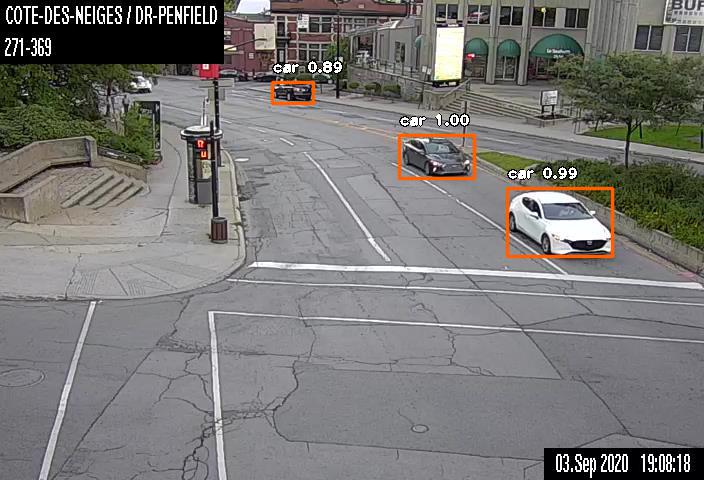 COTE-DES-NEIGES / DR-PENFIELD
271-369
BUF
car 0.89
car 1.00
car 0.99
03.Sep 2020 19:08:18